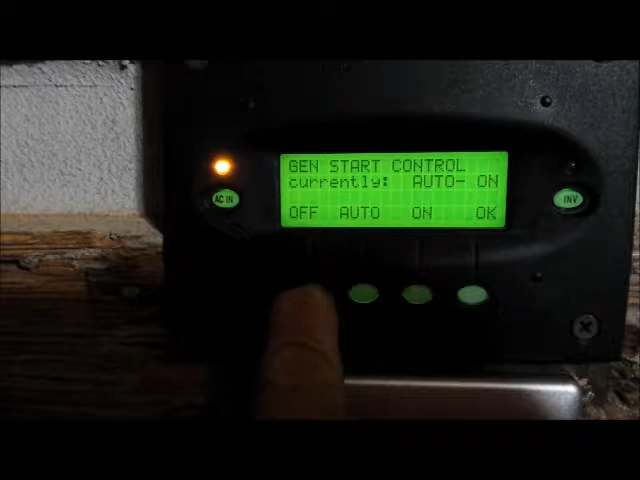 GEN START CONTROL
currently: AUTO- ON
OFF AUTO ON OK
AC IN
INV